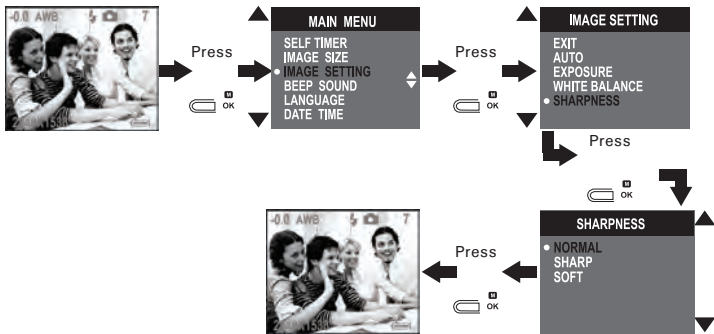 -0.0 AWB 7
Press
M
OK
MAIN MENU
SELF TIMER
IMAGE SIZE
IMAGE SETTING
BEEP SOUND
LANGUAGE
DATE TIME
Press
M
OK
IMAGE SETTING
EXIT
AUTO
EXPOSURE
WHITE BALANCE
SHARPNESS
Press
M
OK
SHARPNESS
NORMAL
SHARP
SOFT
Press
M
OK
-0.0 AWB 7